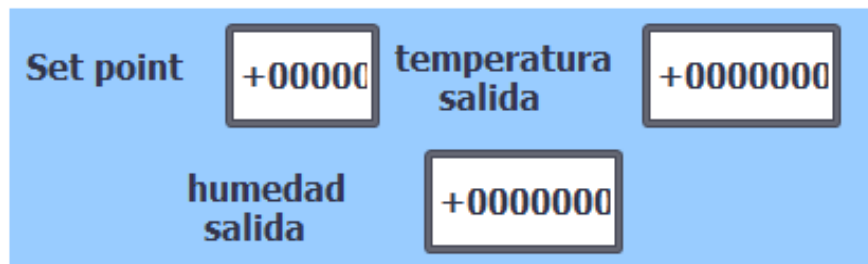 Set point
+00000
temperatura
salida
+0000000
humedad
salida
+0000000